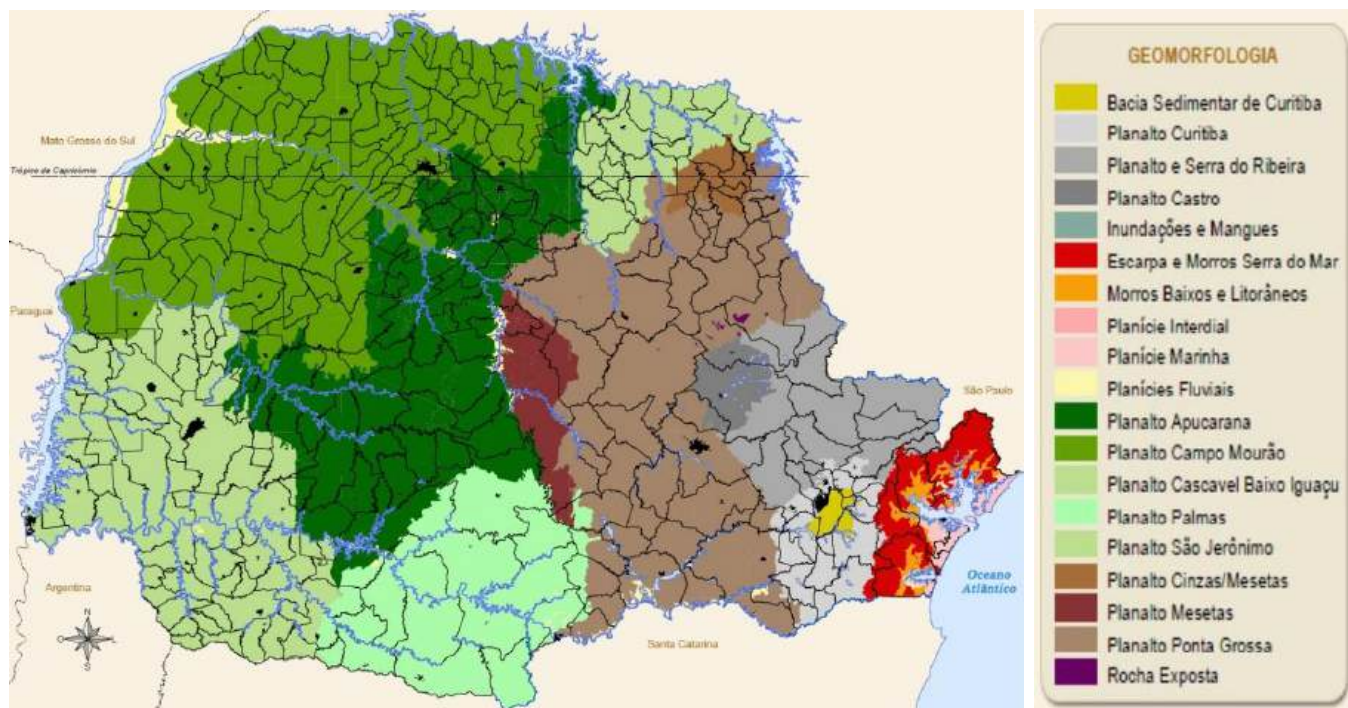 Mato Grosso do Sul
Trópico de Capricórnio
Paraguai
São Paulo
Argentina
Oceano
Atlântico
N
S
Santa Catarina
GEOMORFOLOGIA
Bacia Sedimentar de Curitiba
Planalto Curitiba
Planalto e Serra do Ribeira
Planalto Castro
Inundações e Mangues
Escarpa e Morros Serra do Mar
Morros Baixos e Litorâneos
Planície Interdial
Planície Marinha
Planícies Fluviais
Planalto Apucarana
Planalto Campo Mourão
Planalto Cascavel Baixo Iguaçu
Planalto Palmas
Planalto São Jerônimo
Planalto Cinzas/Mesetas
Planalto Mesetas
Planalto Ponta Grossa
Rocha Exposta